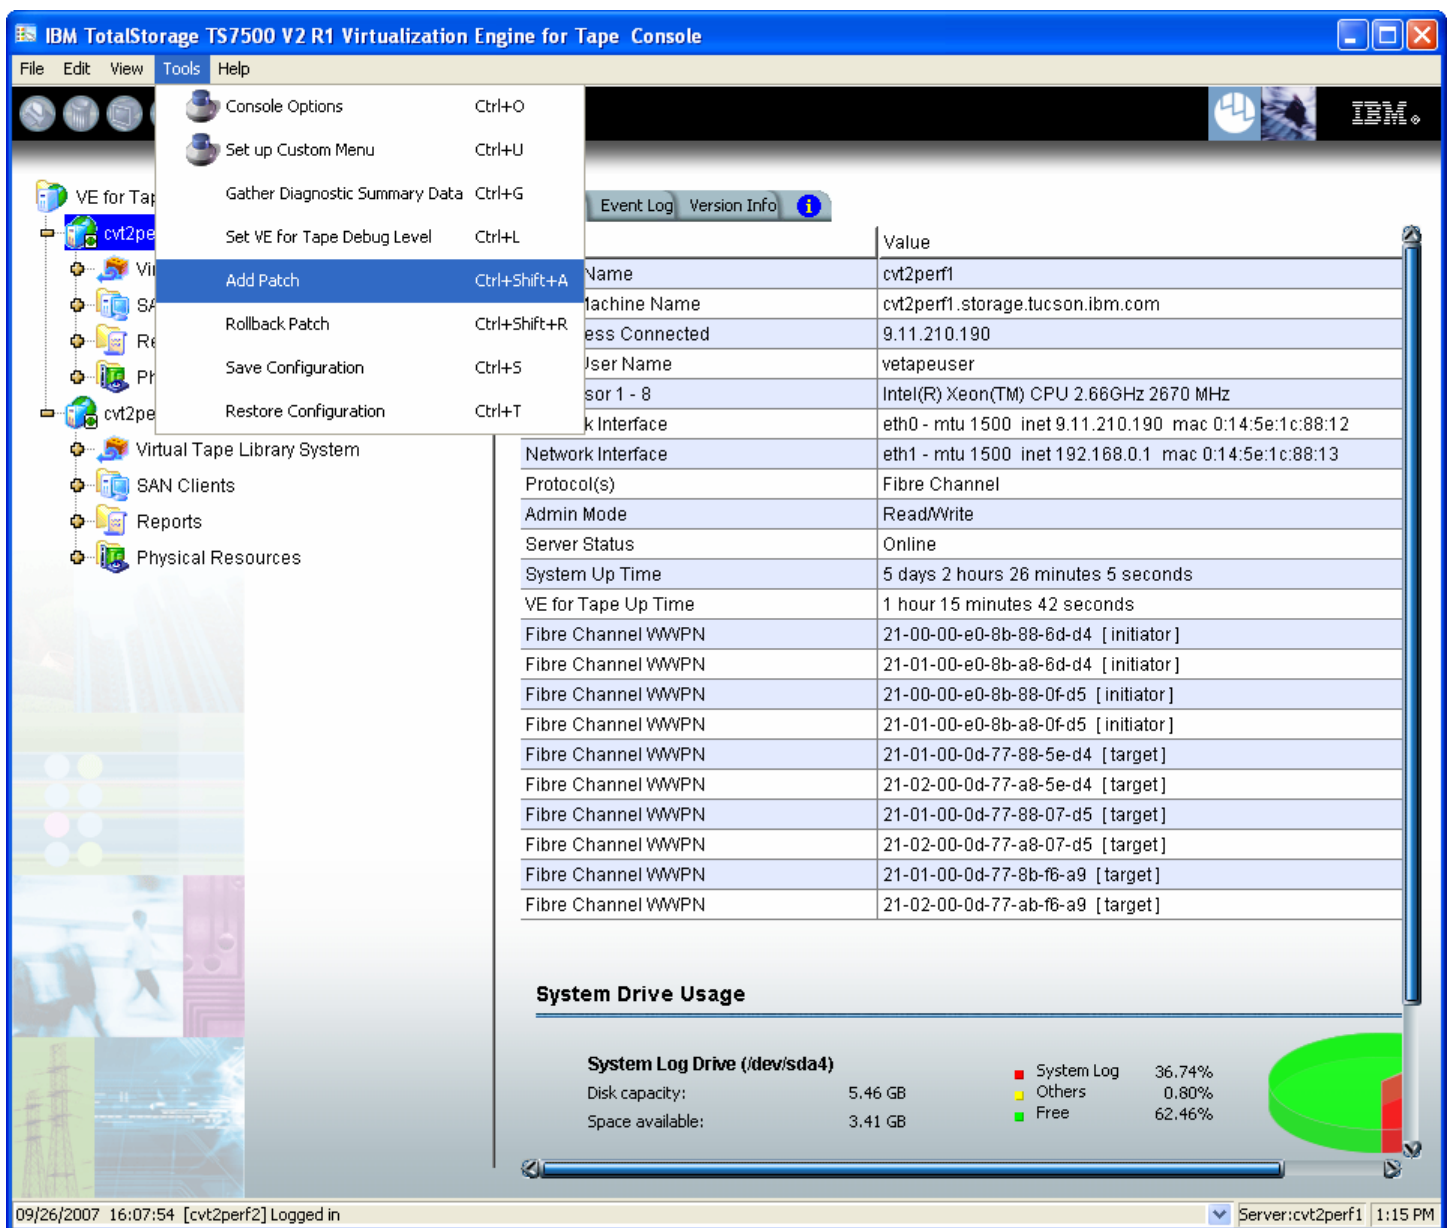 IBM TotalStorage TS7500 V2 R1 Virtualization Engine for Tape Console
File Edit View Tools Help
IBM
Console Options Ctrl+O
Set up Custom Menu Ctrl+U
Gather Diagnostic Summary Data Ctrl+G
Set VE for Tape Debug Level Ctrl+L
Add Patch Ctrl+Shift+A
Rollback Patch Ctrl+Shift+R
Save Configuration Ctrl+S
Restore Configuration Ctrl+T
VE for Tap
cvt2pe
Vi
SA
Re
Ph
cvt2pe
Virtual Tape Library System
SAN Clients
Reports
Physical Resources
Event Log Version Info i
Value
Name cvt2perf1
Machine Name cvt2perf1.storage.tucson.ibm.com
ess Connected 9.11.210.190
User Name vetapeuser
sor 1 - 8 Intel(R) Xeon(TM) CPU 2.66GHz 2670 MHz
k Interface eth0 - mtu 1500 inet 9.11.210.190 mac 0:14:5e:1c:88:12
Network Interface eth1 - mtu 1500 inet 192.168.0.1 mac 0:14:5e:1c:88:13
Protocol(s) Fibre Channel
Admin Mode Read/Write
Server Status Online
System Up Time 5 days 2 hours 26 minutes 5 seconds
VE for Tape Up Time 1 hour 15 minutes 42 seconds
Fibre Channel WWPN 21-00-00-e0-8b-88-6d-d4 [initiator]
Fibre Channel WWPN 21-01-00-e0-8b-a8-6d-d4 [initiator]
Fibre Channel WWPN 21-00-00-e0-8b-88-0f-d5 [initiator]
Fibre Channel WWPN 21-01-00-e0-8b-a8-0f-d5 [initiator]
Fibre Channel WWPN 21-01-00-0d-77-88-5e-d4 [target]
Fibre Channel WWPN 21-02-00-0d-77-a8-5e-d4 [target]
Fibre Channel WWPN 21-01-00-0d-77-88-07-d5 [target]
Fibre Channel WWPN 21-02-00-0d-77-a8-07-d5 [target]
Fibre Channel WWPN 21-01-00-0d-77-8b-f6-a9 [target]
Fibre Channel WWPN 21-02-00-0d-77-ab-f6-a9 [target]
System Drive Usage
System Log Drive (/dev/sda4)
Disk capacity: 5.46 GB
Space available: 3.41 GB
System Log 36.74%
Others 0.80%
Free 62.46%
09/26/2007 16:07:54 [cvt2perf2] Logged in
Server:cvt2perf1 1:15 PM